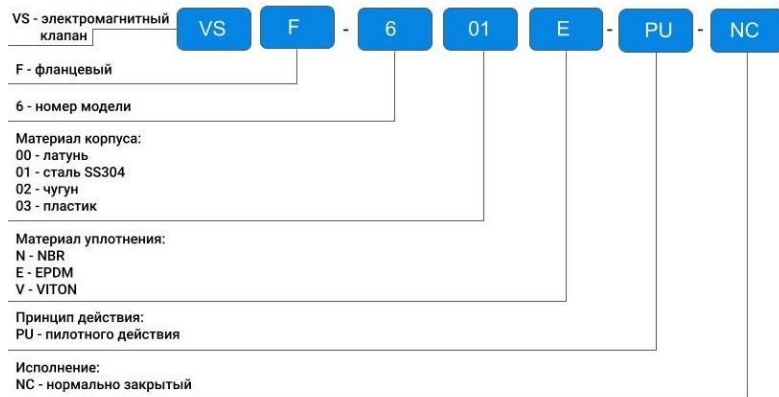 VS - электромагнитный
клапан
VS F - 6 01 E - PU - NC
F - фланцевый
6 - номер модели
Материал корпуса:
00 - латунь
01 - сталь SS304
02 - чугун
03 - пластик
Материал уплотнения:
N - NBR
E - EPDM
V - VITON
Принцип действия:
PU - пилотного действия
Исполнение:
NC - нормально закрытый